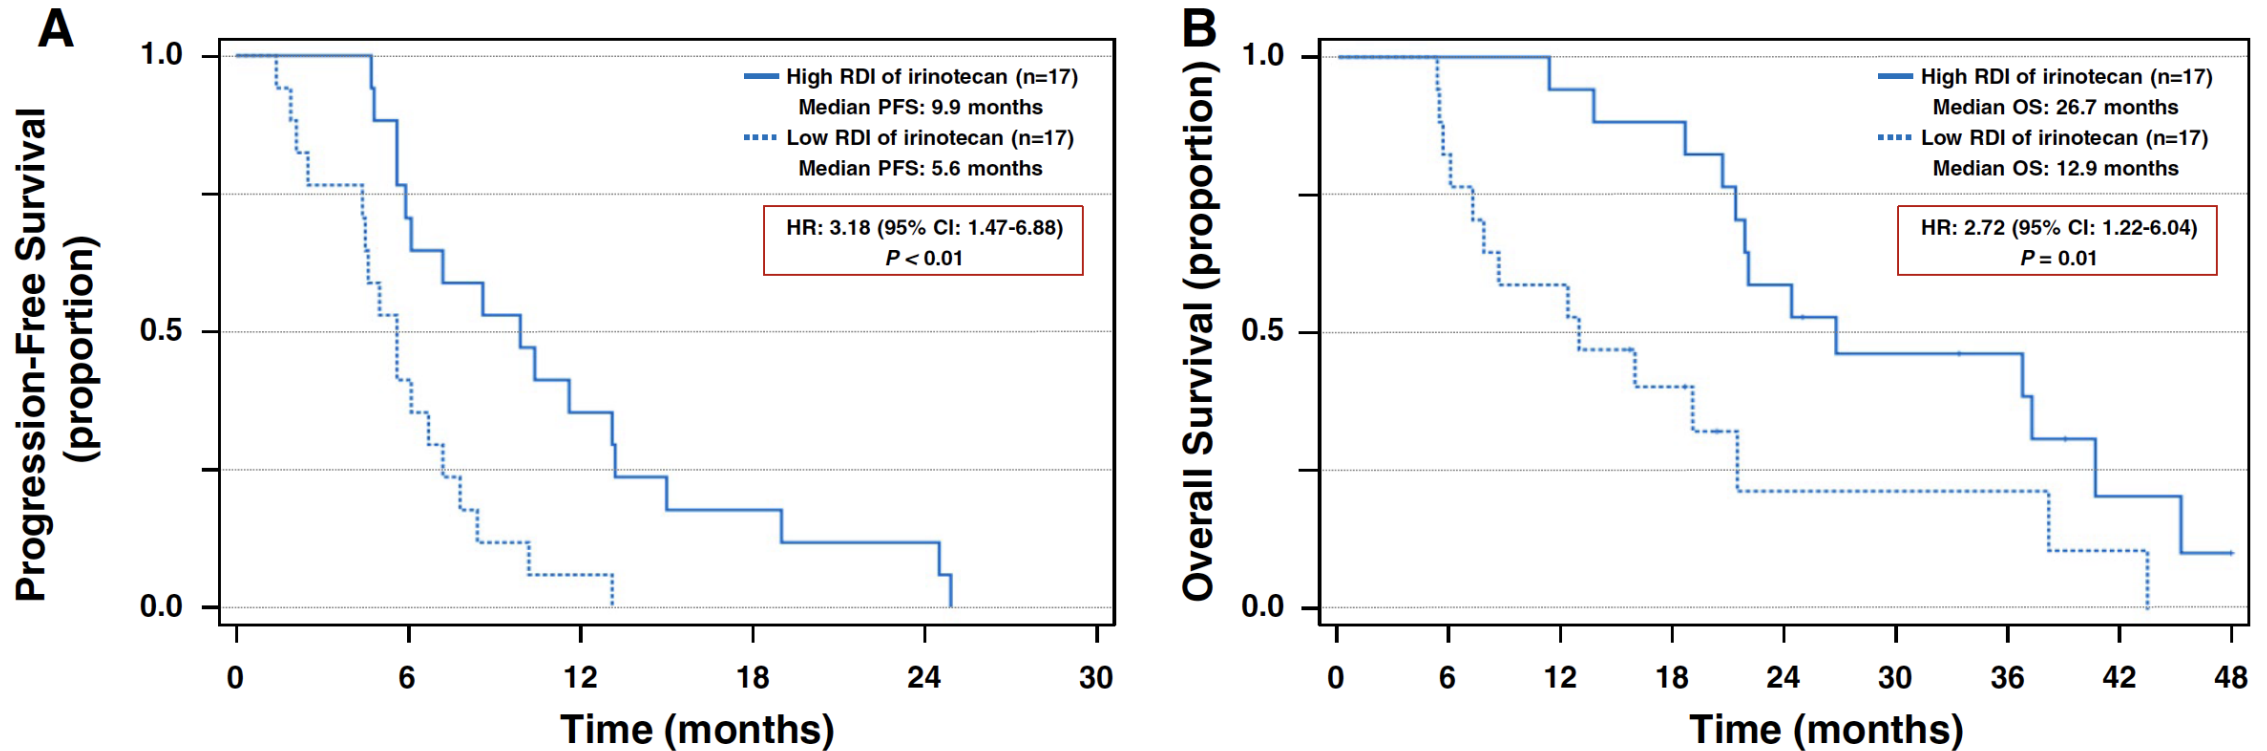 A
Progression-Free Survival
(proportion)
1.0
0.5
0.0
High RDI of irinotecan (n=17)
Median PFS: 9.9 months
Low RDI of irinotecan (n=17)
Median PFS: 5.6 months
HR: 3.18 (95% CI: 1.47-6.88)
P < 0.01
0 6 12 18 24 30
Time (months)
B
Overall Survival (proportion)
1.0
0.5
0.0
High RDI of irinotecan (n=17)
Median OS: 26.7 months
Low RDI of irinotecan (n=17)
Median OS: 12.9 months
HR: 2.72 (95% CI: 1.22-6.04)
P = 0.01
0 6 12 18 24 30 36 42 48
Time (months)